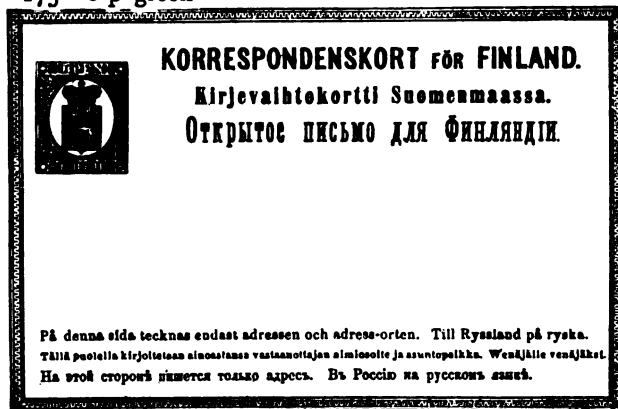 green
KORRESPONDENSKORT FÖR FINLAND.
Kirjevaihtokortti Suomenmaassa.
Открытое письмо для Финляндіи.
På denna sida tecknas endast adressen och adress-orten. Till Ryssland på ryska.
Tällä puolella kirjoitetaan ainoastansa vastaanottajan nimi ja asuntopaikka. Wenäjälle venäjäksi.
На этой сторонѣ пишется только адресъ. Въ Россію на русскомъ языкѣ.